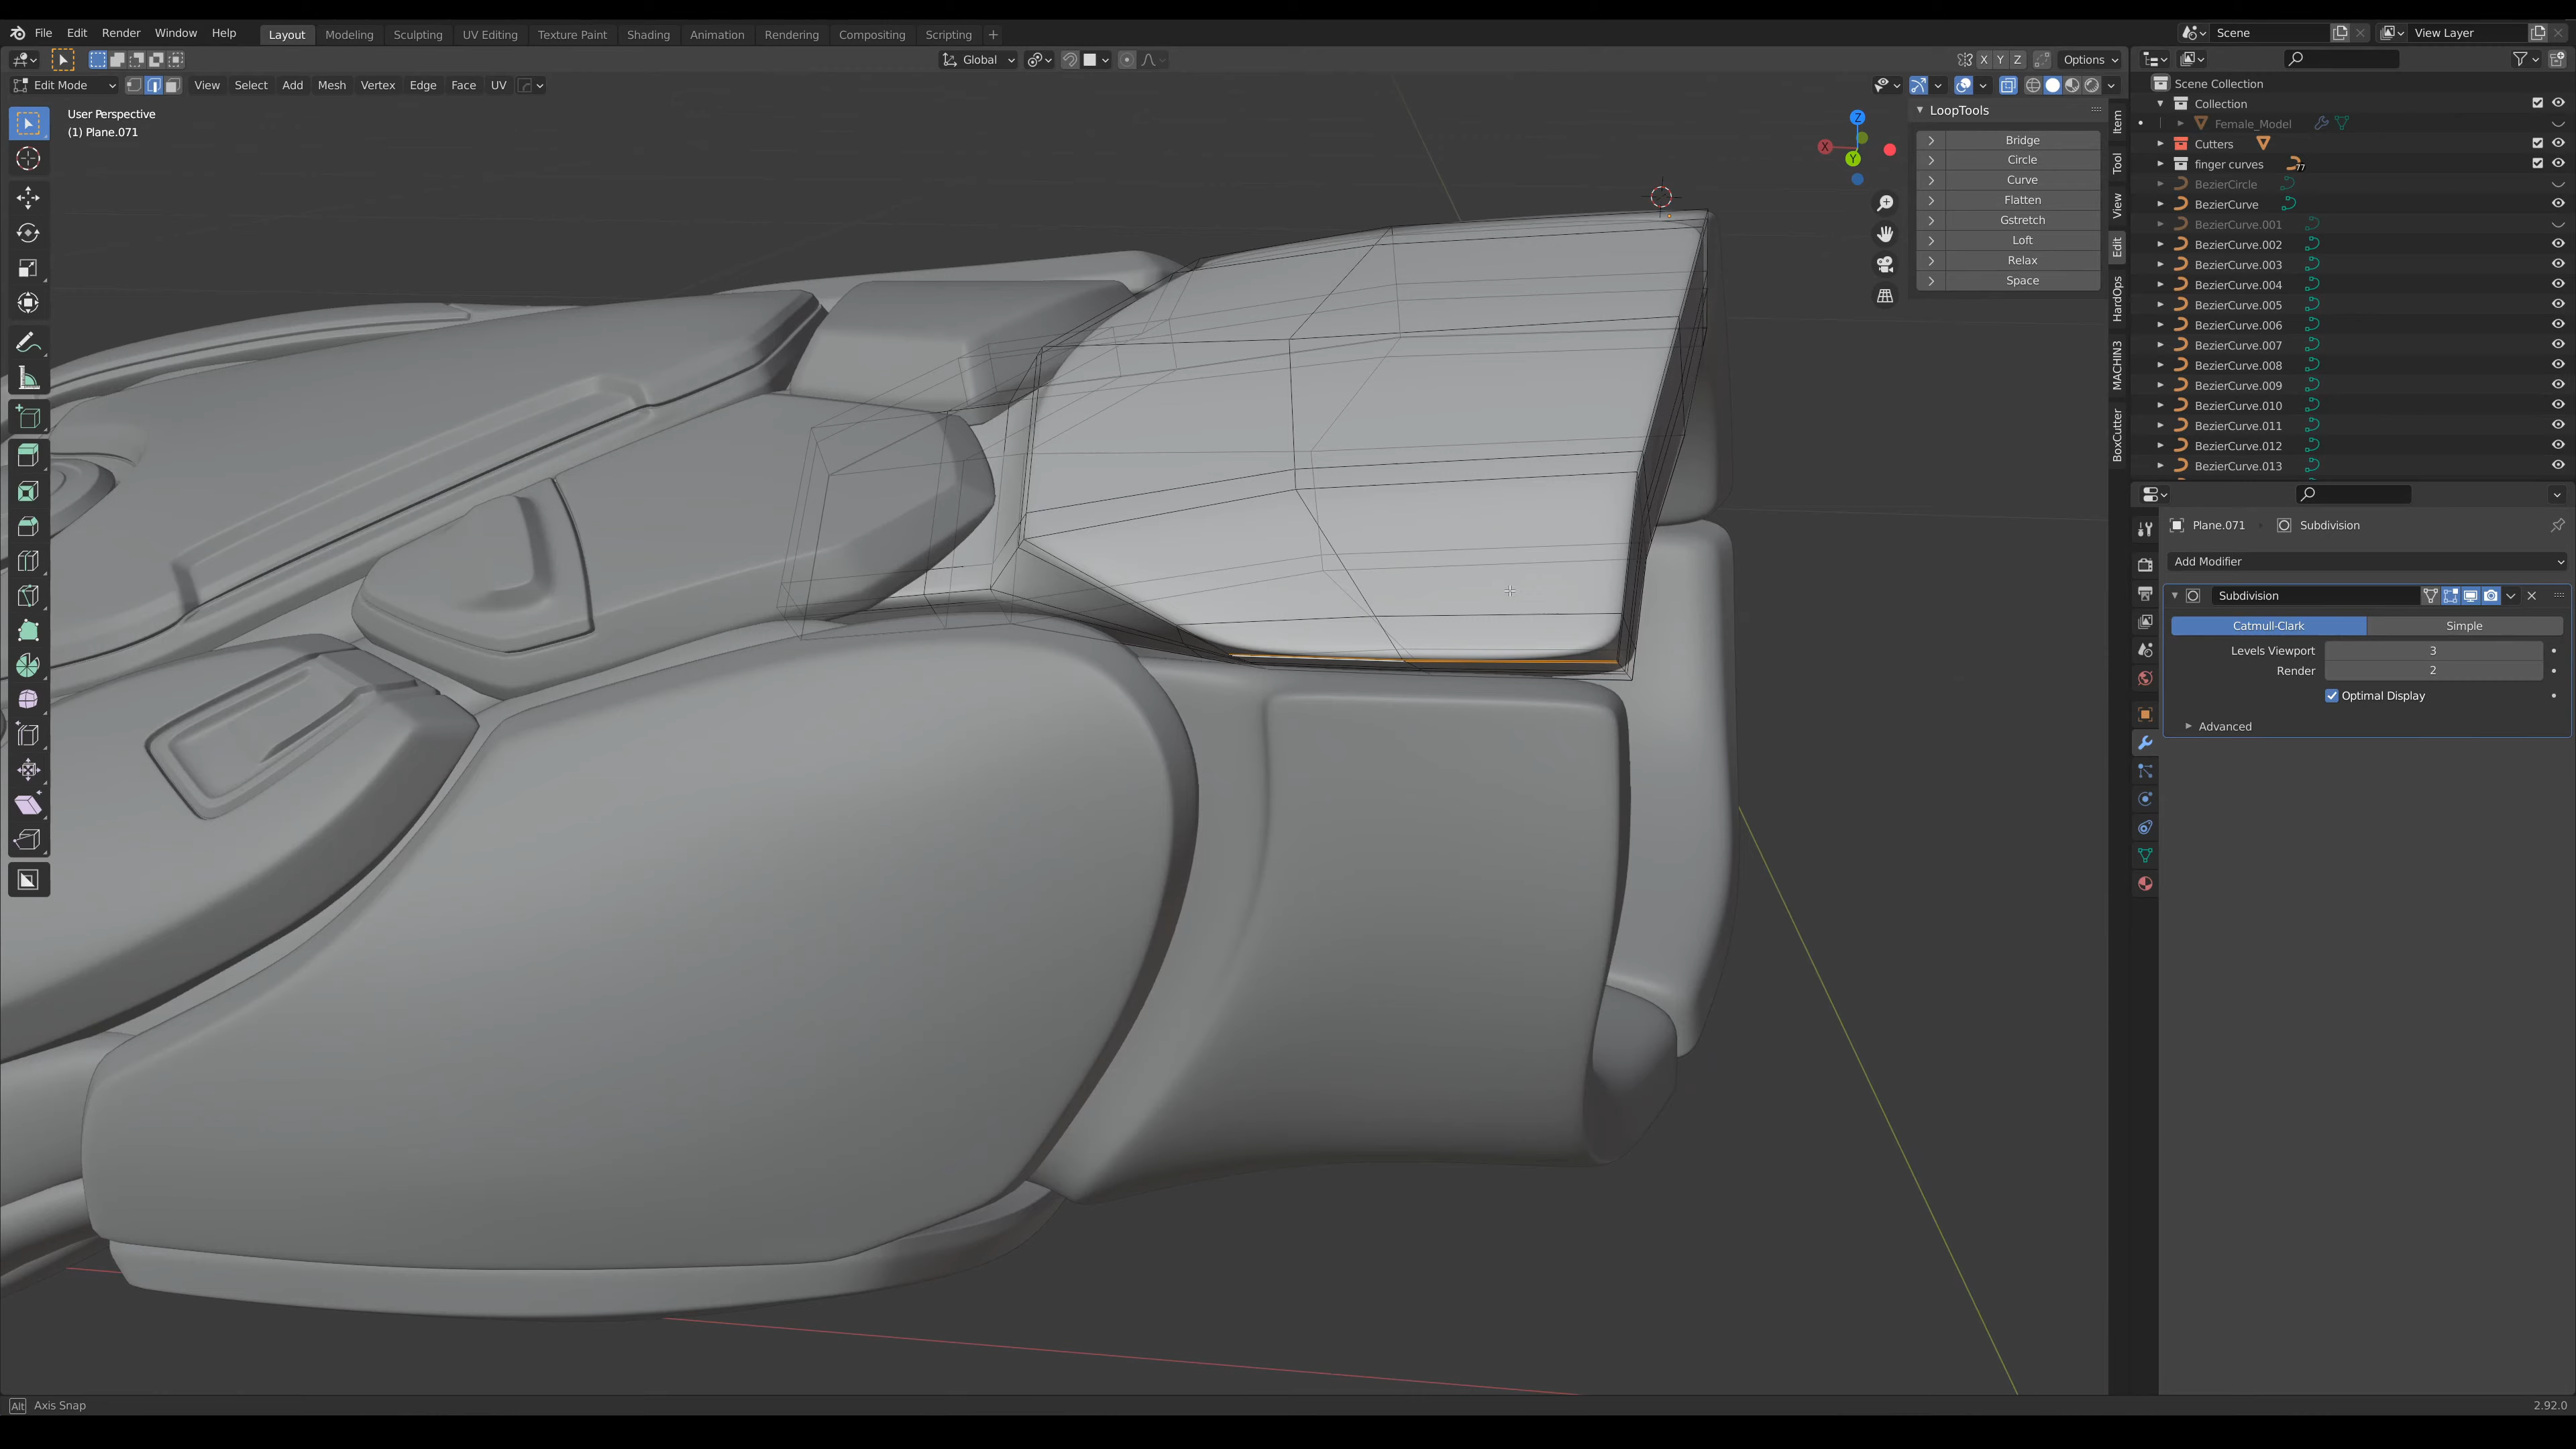 File Edit Render Window Help Layout Modeling Sculpting UV Editing Texture Paint Shading Animation Rendering Compositing Scripting + Scene View Layer
Global X Y Z Options
Edit Mode View Select Add Mesh Vertex Edge Face UV
User Perspective
(1) Plane.071
LoopTools
Bridge
Circle
Curve
Flatten
Gstretch
Loft
Relax
Space
Z
X
Y
Item
Tool
View
Edit
HardOps
MACHIN3
BoxCutter
Scene Collection
Collection
Female_Model
Cutters
finger curves 77
BezierCircle
BezierCurve
BezierCurve.001
BezierCurve.002
BezierCurve.003
BezierCurve.004
BezierCurve.005
BezierCurve.006
BezierCurve.007
BezierCurve.008
BezierCurve.009
BezierCurve.010
BezierCurve.011
BezierCurve.012
BezierCurve.013
Plane.071 Subdivision
Add Modifier
Subdivision
Catmull-Clark Simple
Levels Viewport 3
Render 2
Optimal Display
Advanced
Alt Axis Snap 2.92.0